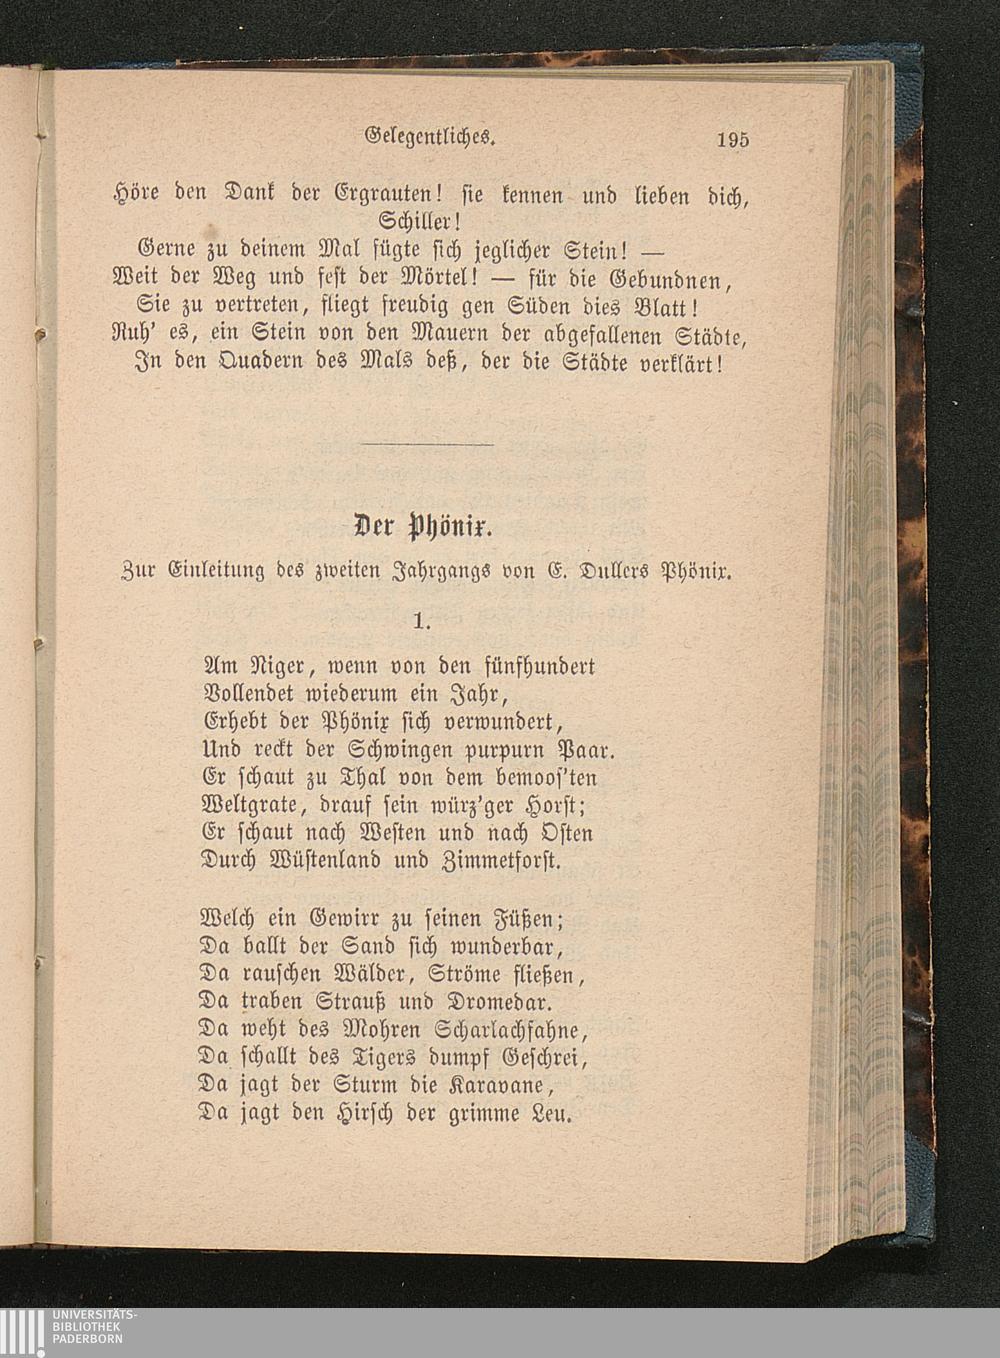 Gelegentliches. 195
Höre den Dank der Ergrauten! sie kennen und lieben dich,
Schiller!
Gerne zu deinem Mal fügte sich jeglicher Stein! —
Weit der Weg und fest der Mörtel! — für die Gebundnen,
Sie zu vertreten, fliegt freudig gen Süden dies Blatt!
Ruh' es, ein Stein von den Mauern der abgefallenen Städte,
In den Quadern des Mals deß, der die Städte verklärt!
Der Phönix.
Zur Einleitung des zweiten Jahrgangs von E. Dullers Phönix.
1.
Am Niger, wenn von den fünfhundert
Vollendet wiederum ein Jahr,
Erhebt der Phönix sich verwundert,
Und reckt der Schwingen purpurn Paar.
Er schaut zu Thal von dem bemoos'ten
Weltgrate, drauf sein würz'ger Horst;
Er schaut nach Westen und nach Osten
Durch Wüstenland und Zimmetforst.
Welch ein Gewirr zu seinen Füßen;
Da ballt der Sand sich wunderbar,
Da rauschen Wälder, Ströme fließen,
Da traben Strauß und Dromedar.
Da weht des Mohren Scharlachfahne,
Da schallt des Tigers dumpf Geschrei,
Da jagt der Sturm die Karavane,
Da jagt den Hirsch der grimme Leu.
UNIVERSITÄTS-
BIBLIOTHEK
PADERBORN